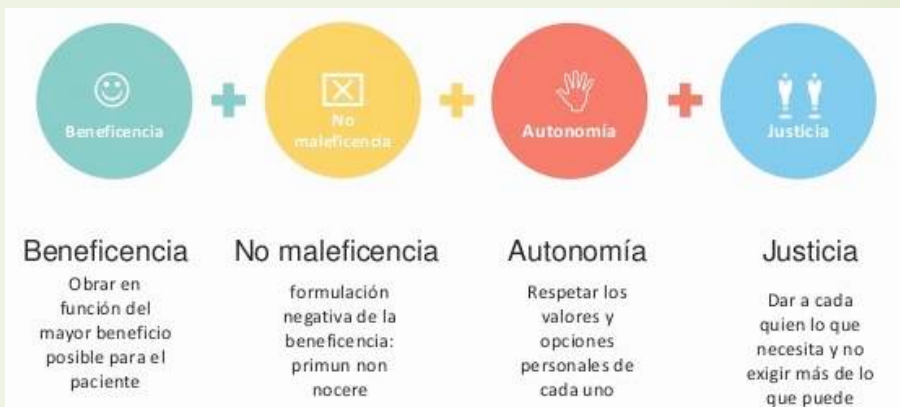 Beneficencia
No
maleficencia
Autonomía
Justicia
Beneficencia
Obrar en
función del
mayor beneficio
posible para el
paciente
No maleficencia
formulación
negativa de la
beneficencia:
primun non
nocere
Autonomía
Respetar los
valores y
opciones
personales de
cada uno
Justicia
Dar a cada
quien lo que
necesita y no
exigir más de lo
que puede